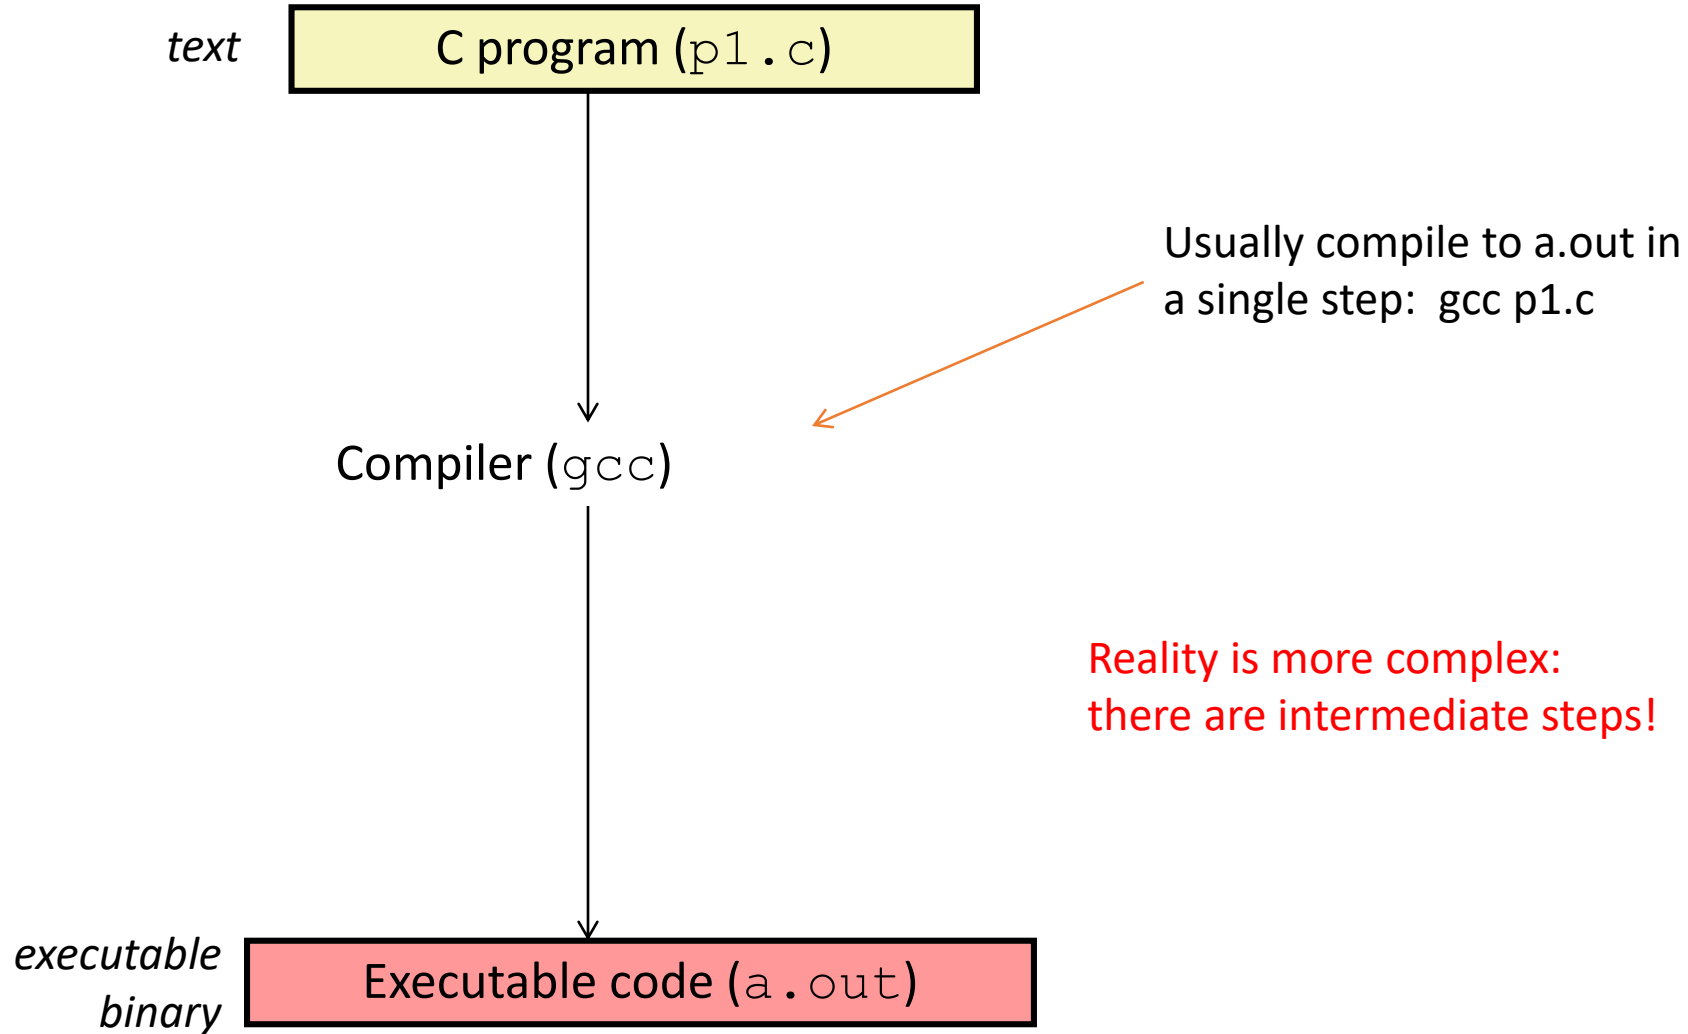 text
C program (p1.c)
Usually compile to a.out in
a single step: gcc p1.c
Compiler (gcc)
Reality is more complex:
there are intermediate steps!
executable
binary
Executable code (a.out)